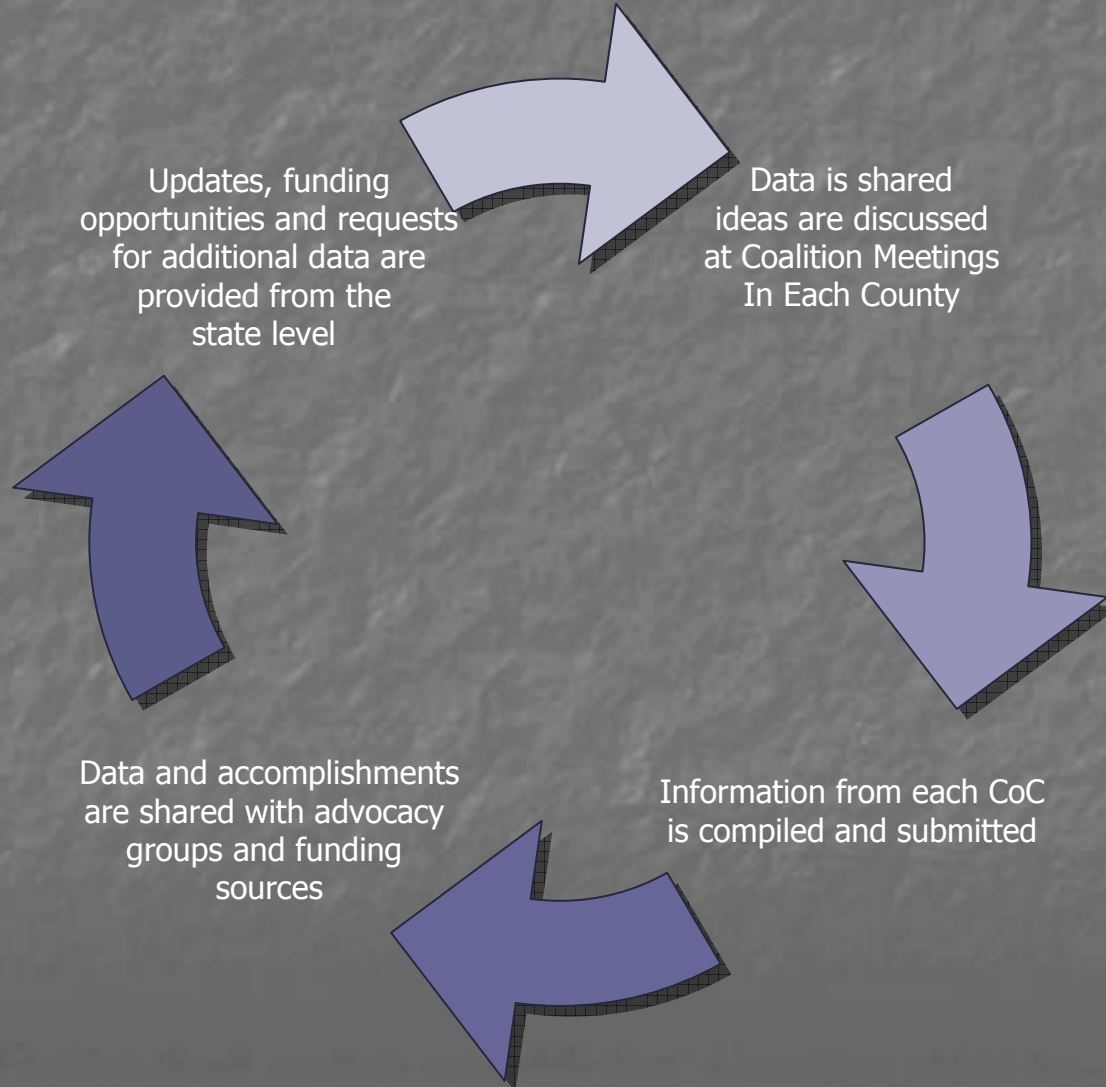 Updates, funding
opportunities and requests
for additional data are
provided from the
state level
Data is shared
ideas are discussed
at Coalition Meetings
In Each County
Information from each CoC
is compiled and submitted
Data and accomplishments
are shared with advocacy
groups and funding
sources